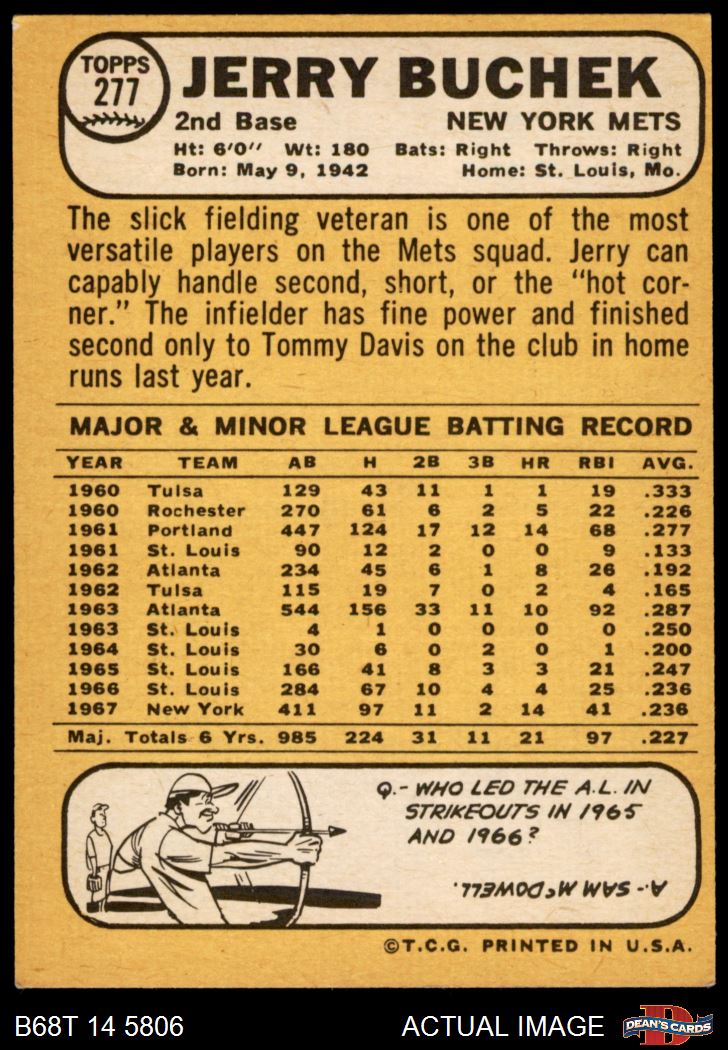 TOPPS
277
JERRY BUCHEK
2nd Base NEW YORK METS
Ht: 6'0" Wt: 180 Bats: Right Throws: Right
Born: May 9, 1942 Home: St. Louis, Mo.
The slick fielding veteran is one of the most
versatile players on the Mets squad. Jerry can
capably handle second, short, or the "hot cor-
ner." The infielder has fine power and finished
second only to Tommy Davis on the club in home
runs last year.
MAJOR & MINOR LEAGUE BATTING RECORD
YEAR TEAM AB H 2B 3B HR RBI AVG.
1960 Tulsa 129 43 11 1 1 19 .333
1960 Rochester 270 61 6 2 5 22 .226
1961 Portland 447 124 17 12 14 68 .277
1961 St. Louis 90 12 2 0 0 9 .133
1962 Atlanta 234 45 6 1 8 26 .192
1962 Tulsa 115 19 7 0 2 4 .165
1963 Atlanta 544 156 33 11 10 92 .287
1963 St. Louis 4 1 0 0 0 0 .250
1964 St. Louis 30 6 0 2 0 1 .200
1965 St. Louis 166 41 8 3 3 21 .247
1966 St. Louis 284 67 10 4 4 25 .236
1967 New York 411 97 11 2 14 41 .236
Maj. Totals 6 Yrs. 985 224 31 11 21 97 .227
Q.- WHO LED THE A.L. IN
STRIKEOUTS IN 1965
AND 1966?
A.- SAM McDOWELL.
©T.C.G. PRINTED IN U.S.A.
B68T 14 5806 ACTUAL IMAGE
D
DEAN'S CARDS